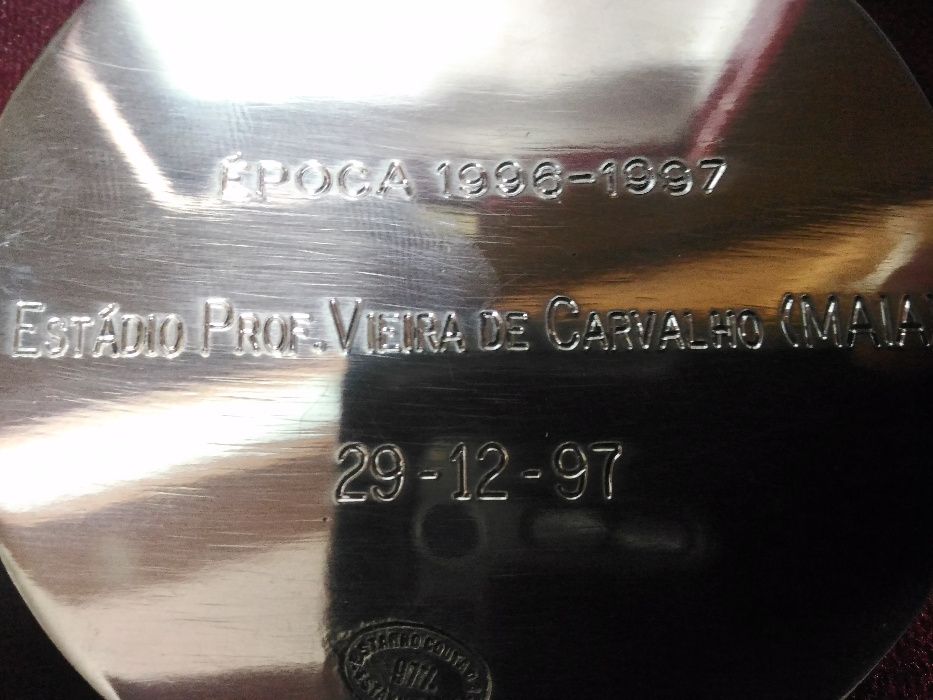 ÉPOCA 1996-1997
ESTÁDIO PROF. VIEIRA DE CARVALHO (MAIA)
29-12-97